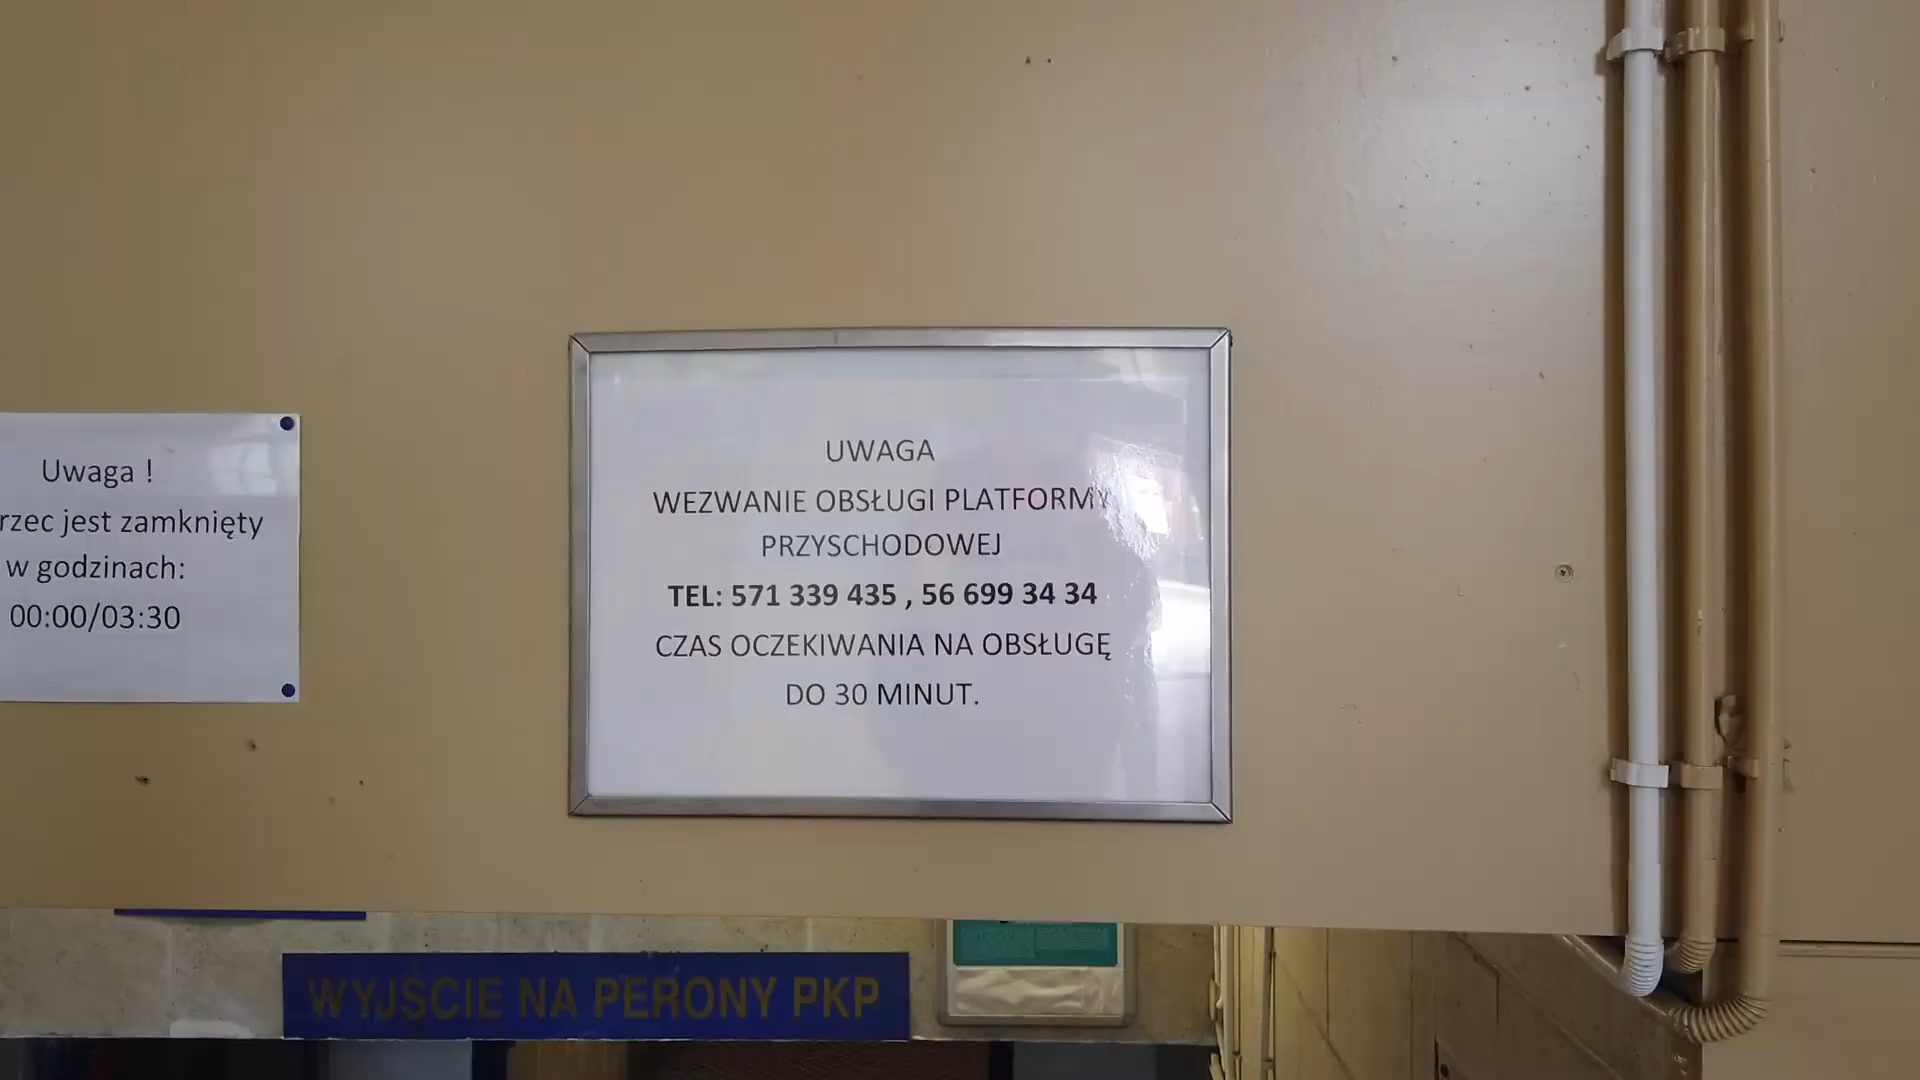 Uwaga !
jest zamknięty
w godzinach:
00:00/03:30
UWAGA
WEZWANIE OBSŁUGI PLATFORMY
PRZYSCHODOWEJ
TEL: 571 339 435 , 56 699 34 34
CZAS OCZEKIWANIA NA OBSŁUGĘ
DO 30 MINUT.
WYJŚCIE NA PERONY PKP